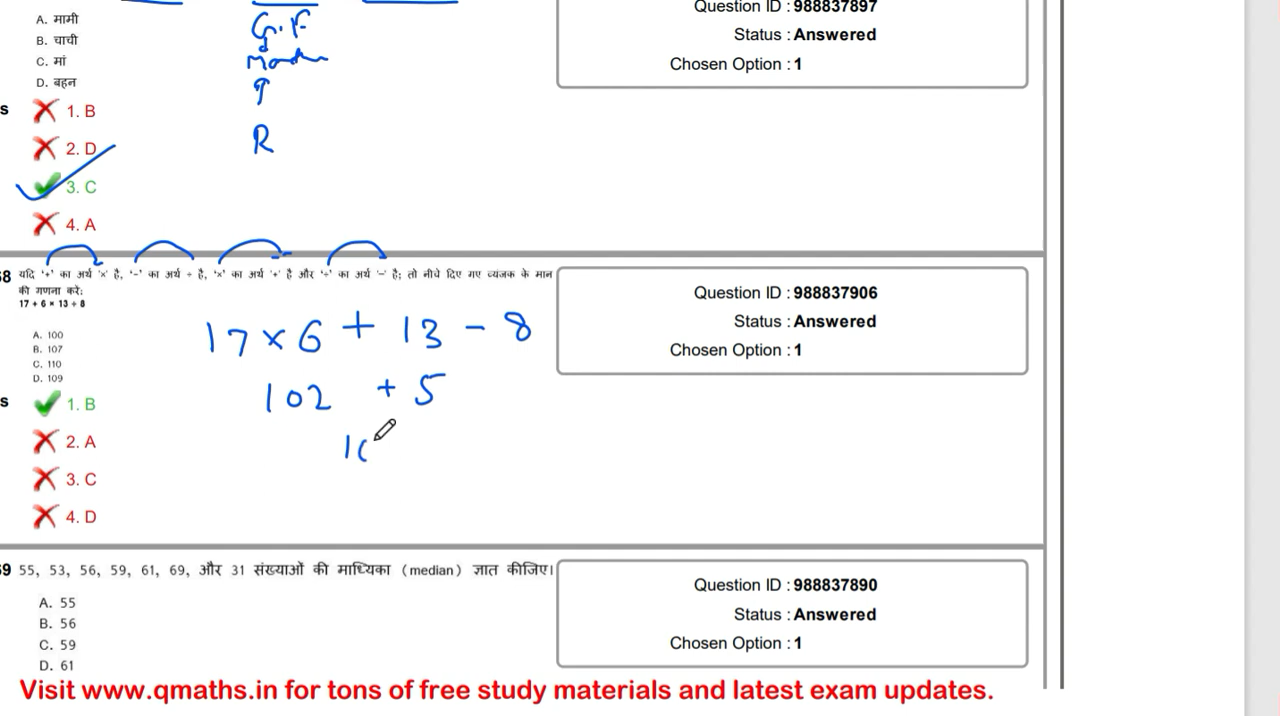 A. मामी
B. चाची
C. मां
D. बहन
G.F
↑
R
s
1. B
2. D
3. C
4. A
Question ID : 988837897
Status : Answered
Chosen Option : 1
68 यदि '+' का अर्थ 'x' है, '-' का अर्थ ÷ है, 'x' का अर्थ '+' है और '÷' का अर्थ '-' है; तो नीचे दिए गए व्यंजक के मान
की गणना करें:
17 + 6 × 13 ÷ 8
A. 100
B. 107
C. 110
D. 109
17 × 6 + 13 - 8
102 + 5
10
s
1. B
2. A
3. C
4. D
Question ID : 988837906
Status : Answered
Chosen Option : 1
69 55, 53, 56, 59, 61, 69, और 31 संख्याओं की माध्यिका (median) ज्ञात कीजिए।
A. 55
B. 56
C. 59
D. 61
Question ID : 988837890
Status : Answered
Chosen Option : 1
Visit www.qmaths.in for tons of free study materials and latest exam updates.